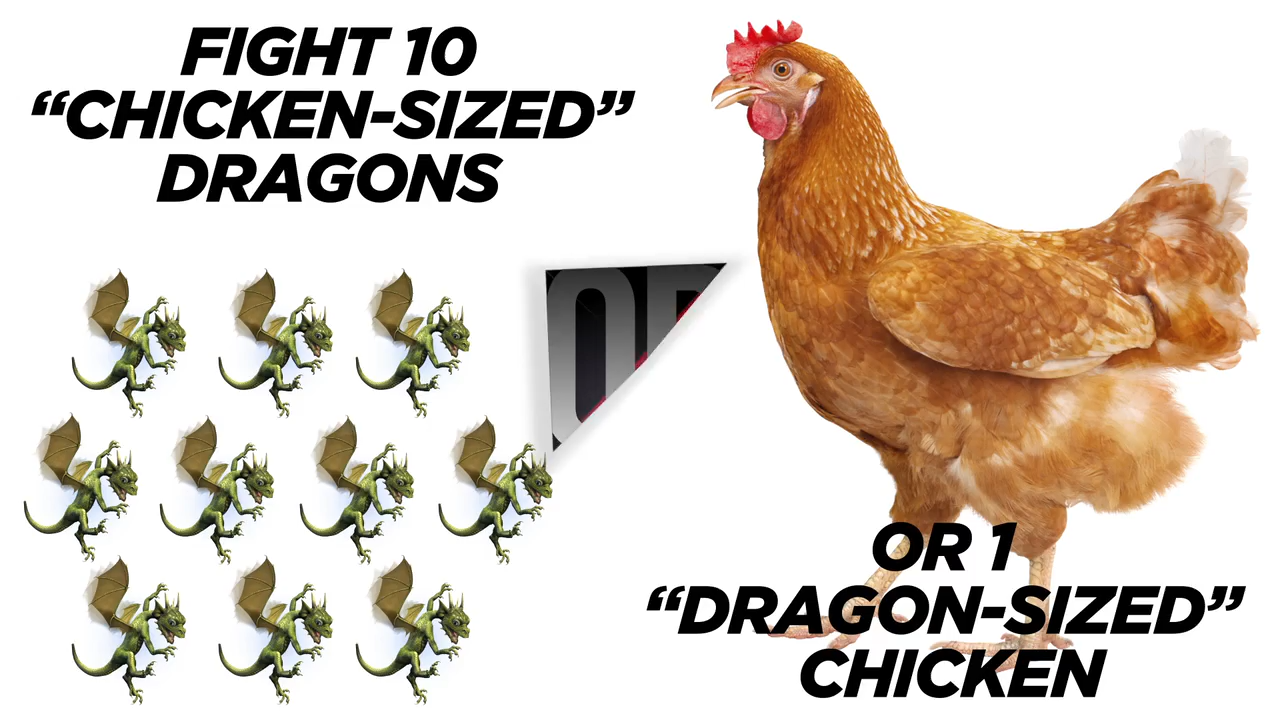 FIGHT 10
“CHICKEN-SIZED”
DRAGONS
OR 1
“DRAGON-SIZED”
CHICKEN